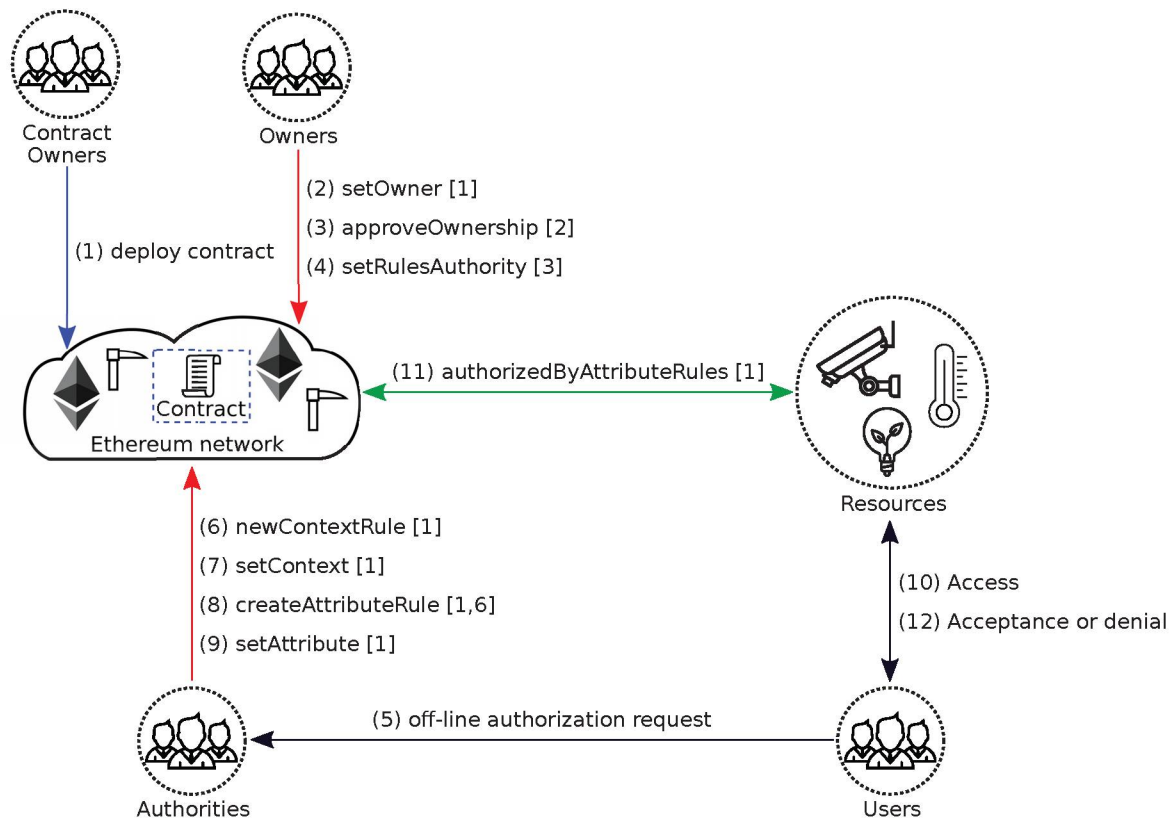 Contract
Owners
Owners
(1) deploy contract
(2) setOwner [1]
(3) approveOwnership [2]
(4) setRulesAuthority [3]
Contract
Ethereum network
(11) authorizedByAttributeRules [1]
Resources
(6) newContextRule [1]
(7) setContext [1]
(8) createAttributeRule [1,6]
(9) setAttribute [1]
(10) Access
(12) Acceptance or denial
(5) off-line authorization request
Authorities
Users